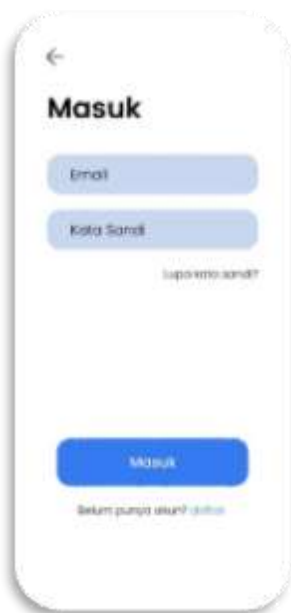 Masuk
Email
Kata Sandi
Lupa kata sandi?
Masuk
Belum punya akun? daftar